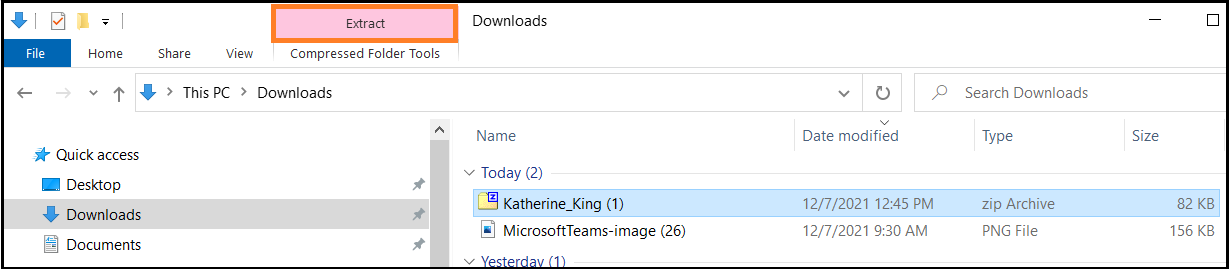 Extract Downloads
File Home Share View Compressed Folder Tools
This PC Downloads Search Downloads
Name Date modified Type Size
Quick access
Today (2)
Desktop
Katherine_King (1) 12/7/2021 12:45 PM zip Archive 82 KB
Downloads
MicrosoftTeams-image (26) 12/7/2021 9:30 AM PNG File 156 KB
Documents
Yesterday (1)